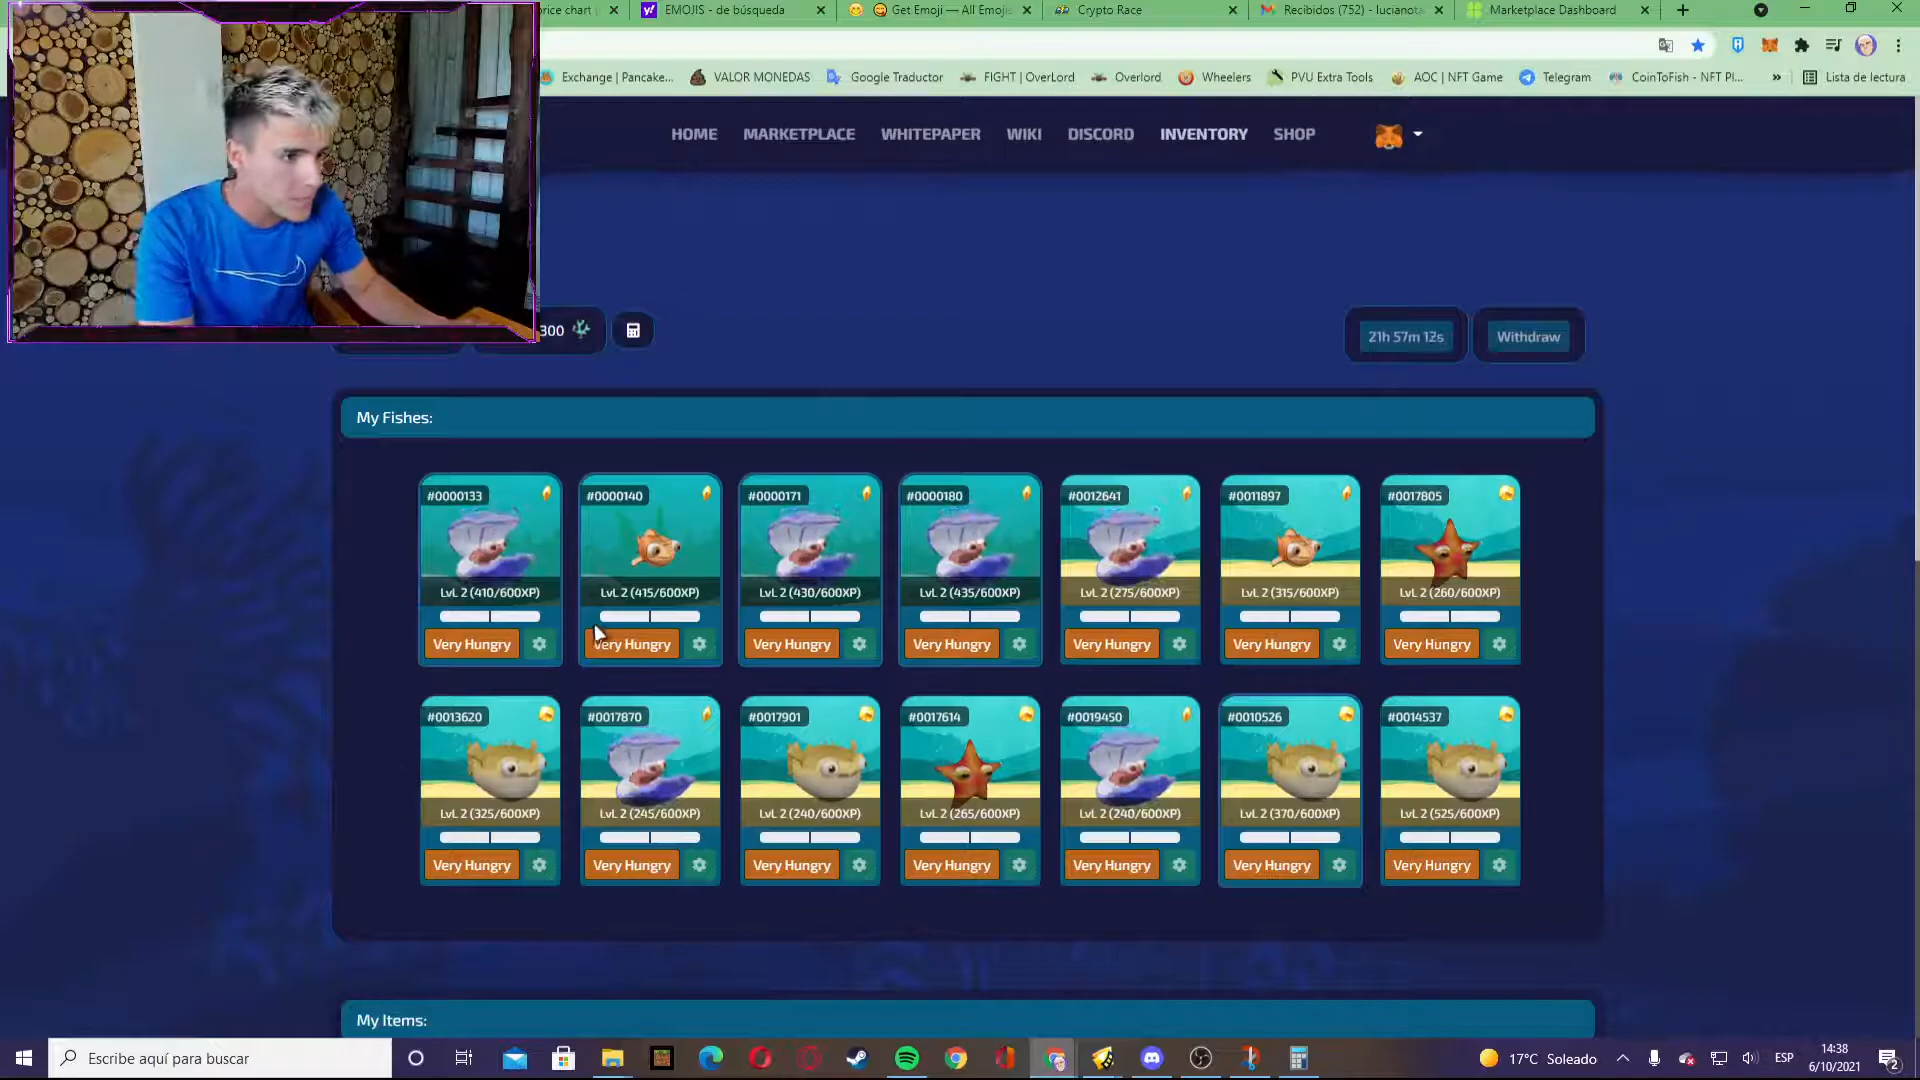 price chart
EMOJIS - de búsqueda
Get Emoji — All Emojis
Crypto Race
Recibidos (752) - lucianota
Marketplace Dashboard
Exchange | Pancake...
VALOR MONEDAS
Google Traductor
FIGHT | OverLord
Overlord
Wheelers
PVU Extra Tools
AOC | NFT Game
Telegram
CoinToFish - NFT Pl...
»
Lista de lectura
HOME
MARKETPLACE
WHITEPAPER
WIKI
DISCORD
INVENTORY
SHOP
300
21h 57m 12s
Withdraw
My Fishes:
#0000133
#0000140
#0000171
#0000180
#0012641
#0011897
#0017805
LvL 2 (410/600XP)
LvL 2 (415/600XP)
LvL 2 (430/600XP)
LvL 2 (435/600XP)
LvL 2 (275/600XP)
LvL 2 (315/600XP)
LvL 2 (260/600XP)
Very Hungry
Very Hungry
Very Hungry
Very Hungry
Very Hungry
Very Hungry
Very Hungry
#0013620
#0017870
#0017901
#0017614
#0019450
#0010526
#0014537
LvL 2 (325/600XP)
LvL 2 (245/600XP)
LvL 2 (240/600XP)
LvL 2 (265/600XP)
LvL 2 (240/600XP)
LvL 2 (370/600XP)
LvL 2 (525/600XP)
Very Hungry
Very Hungry
Very Hungry
Very Hungry
Very Hungry
Very Hungry
Very Hungry
My Items:
Escribe aquí para buscar
17°C Soleado
ESP
14:38
6/10/2021
2